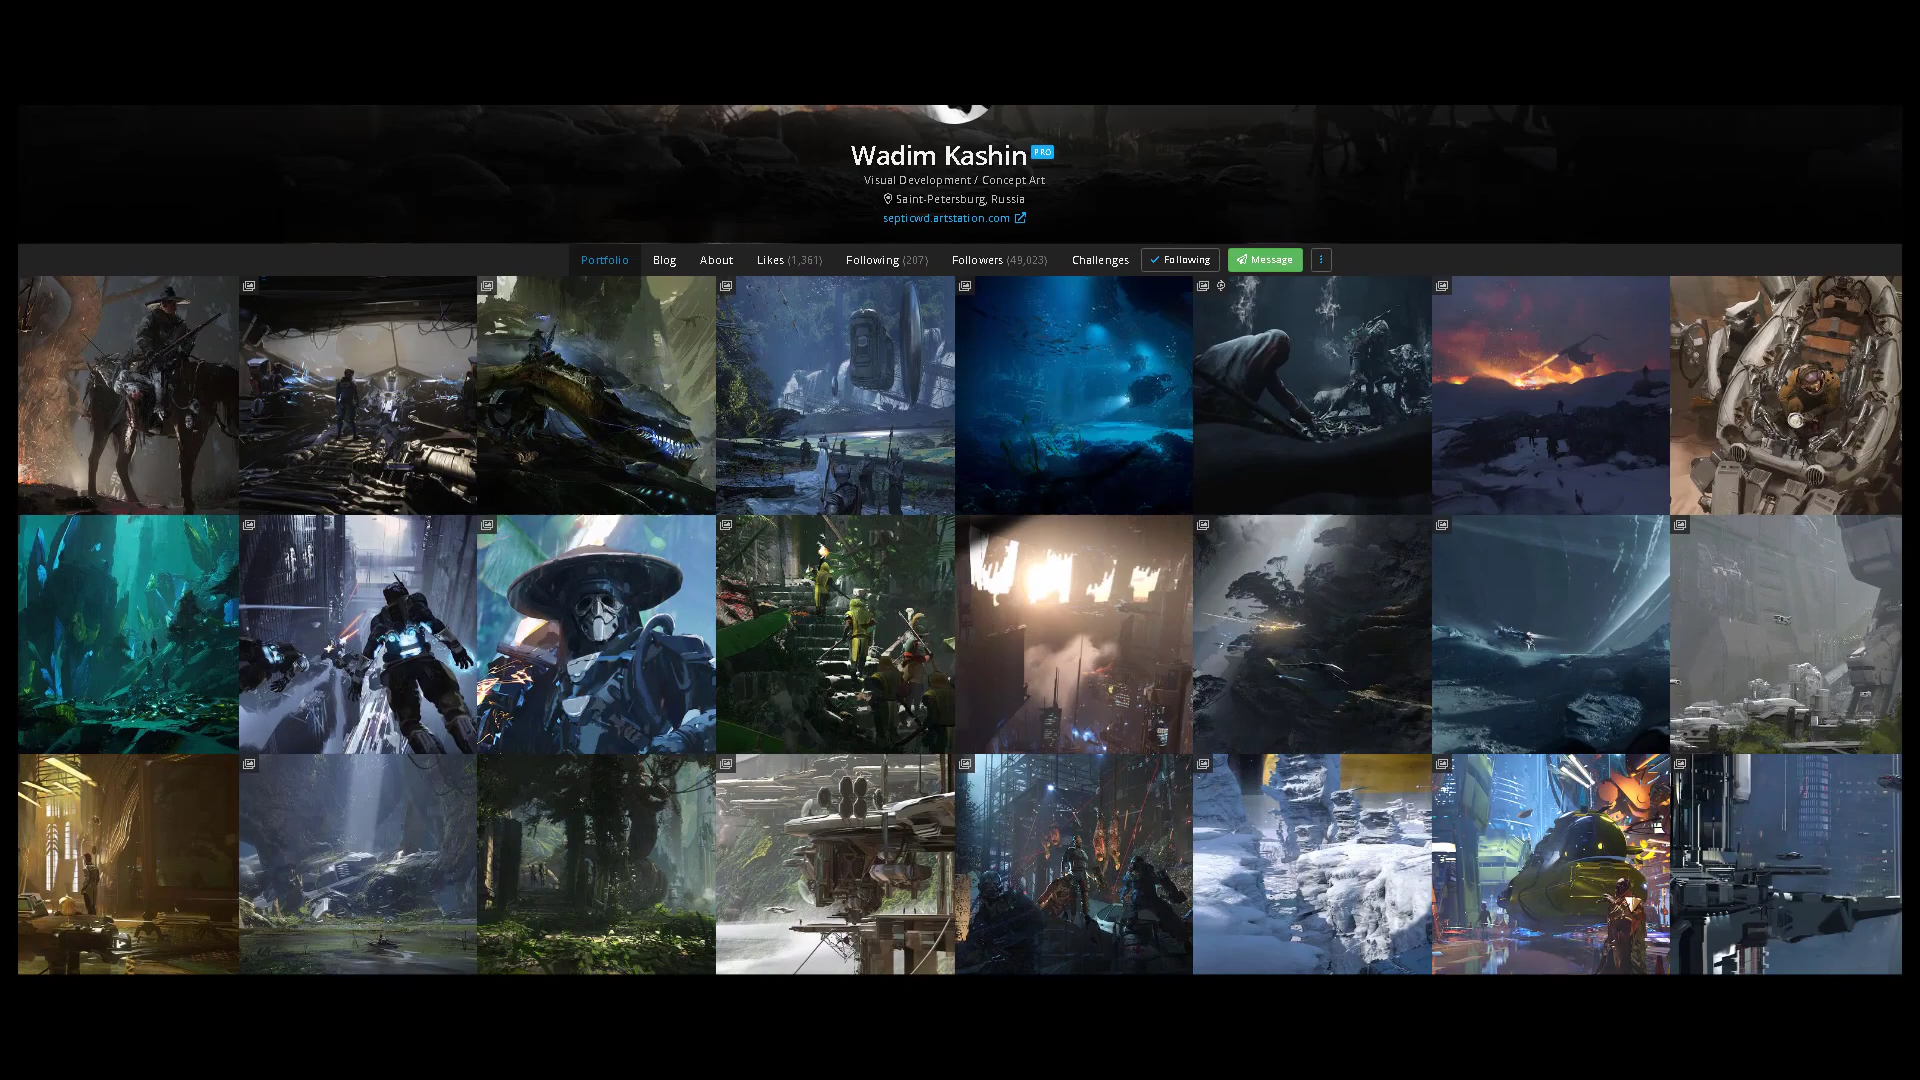 Wadim Kashin PRO
Visual Development / Concept Art
Saint-Petersburg, Russia
septicwd.artstation.com
Portfolio Blog About Likes (1,361) Following (207) Followers (49,023) Challenges Following Message